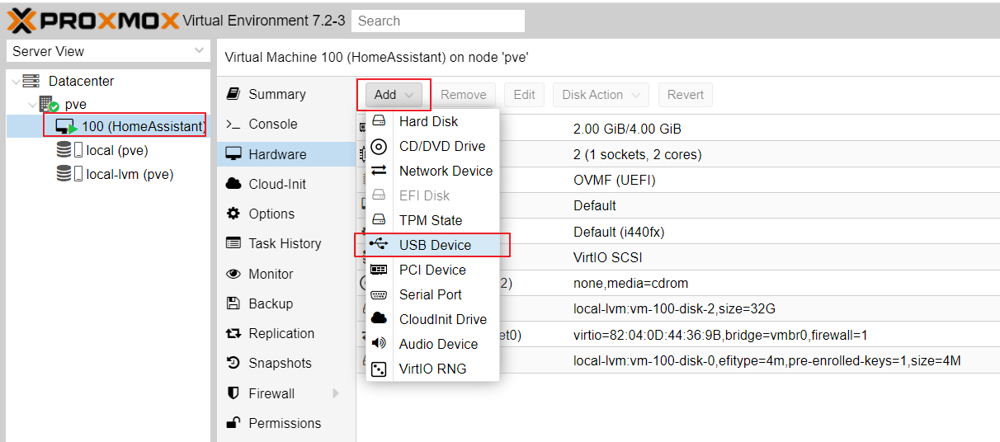 PROXMOX Virtual Environment 7.2-3 Search
Server View
Datacenter
pve
100 (HomeAssistant)
local (pve)
local-lvm (pve)
Virtual Machine 100 (HomeAssistant) on node 'pve'
Summary
Console
Hardware
Cloud-Init
Options
Task History
Monitor
Backup
Replication
Snapshots
Firewall
Permissions
Add Remove Edit Disk Action Revert
Hard Disk
CD/DVD Drive
Network Device
EFI Disk
TPM State
USB Device
PCI Device
Serial Port
CloudInit Drive
Audio Device
VirtIO RNG
2.00 GiB/4.00 GiB
2 (1 sockets, 2 cores)
OVMF (UEFI)
Default
Default (i440fx)
VirtIO SCSI
2) none,media=cdrom
local-lvm:vm-100-disk-2,size=32G
et0) virtio=82:04:0D:44:36:9B,bridge=vmbr0,firewall=1
local-lvm:vm-100-disk-0,efitype=4m,pre-enrolled-keys=1,size=4M